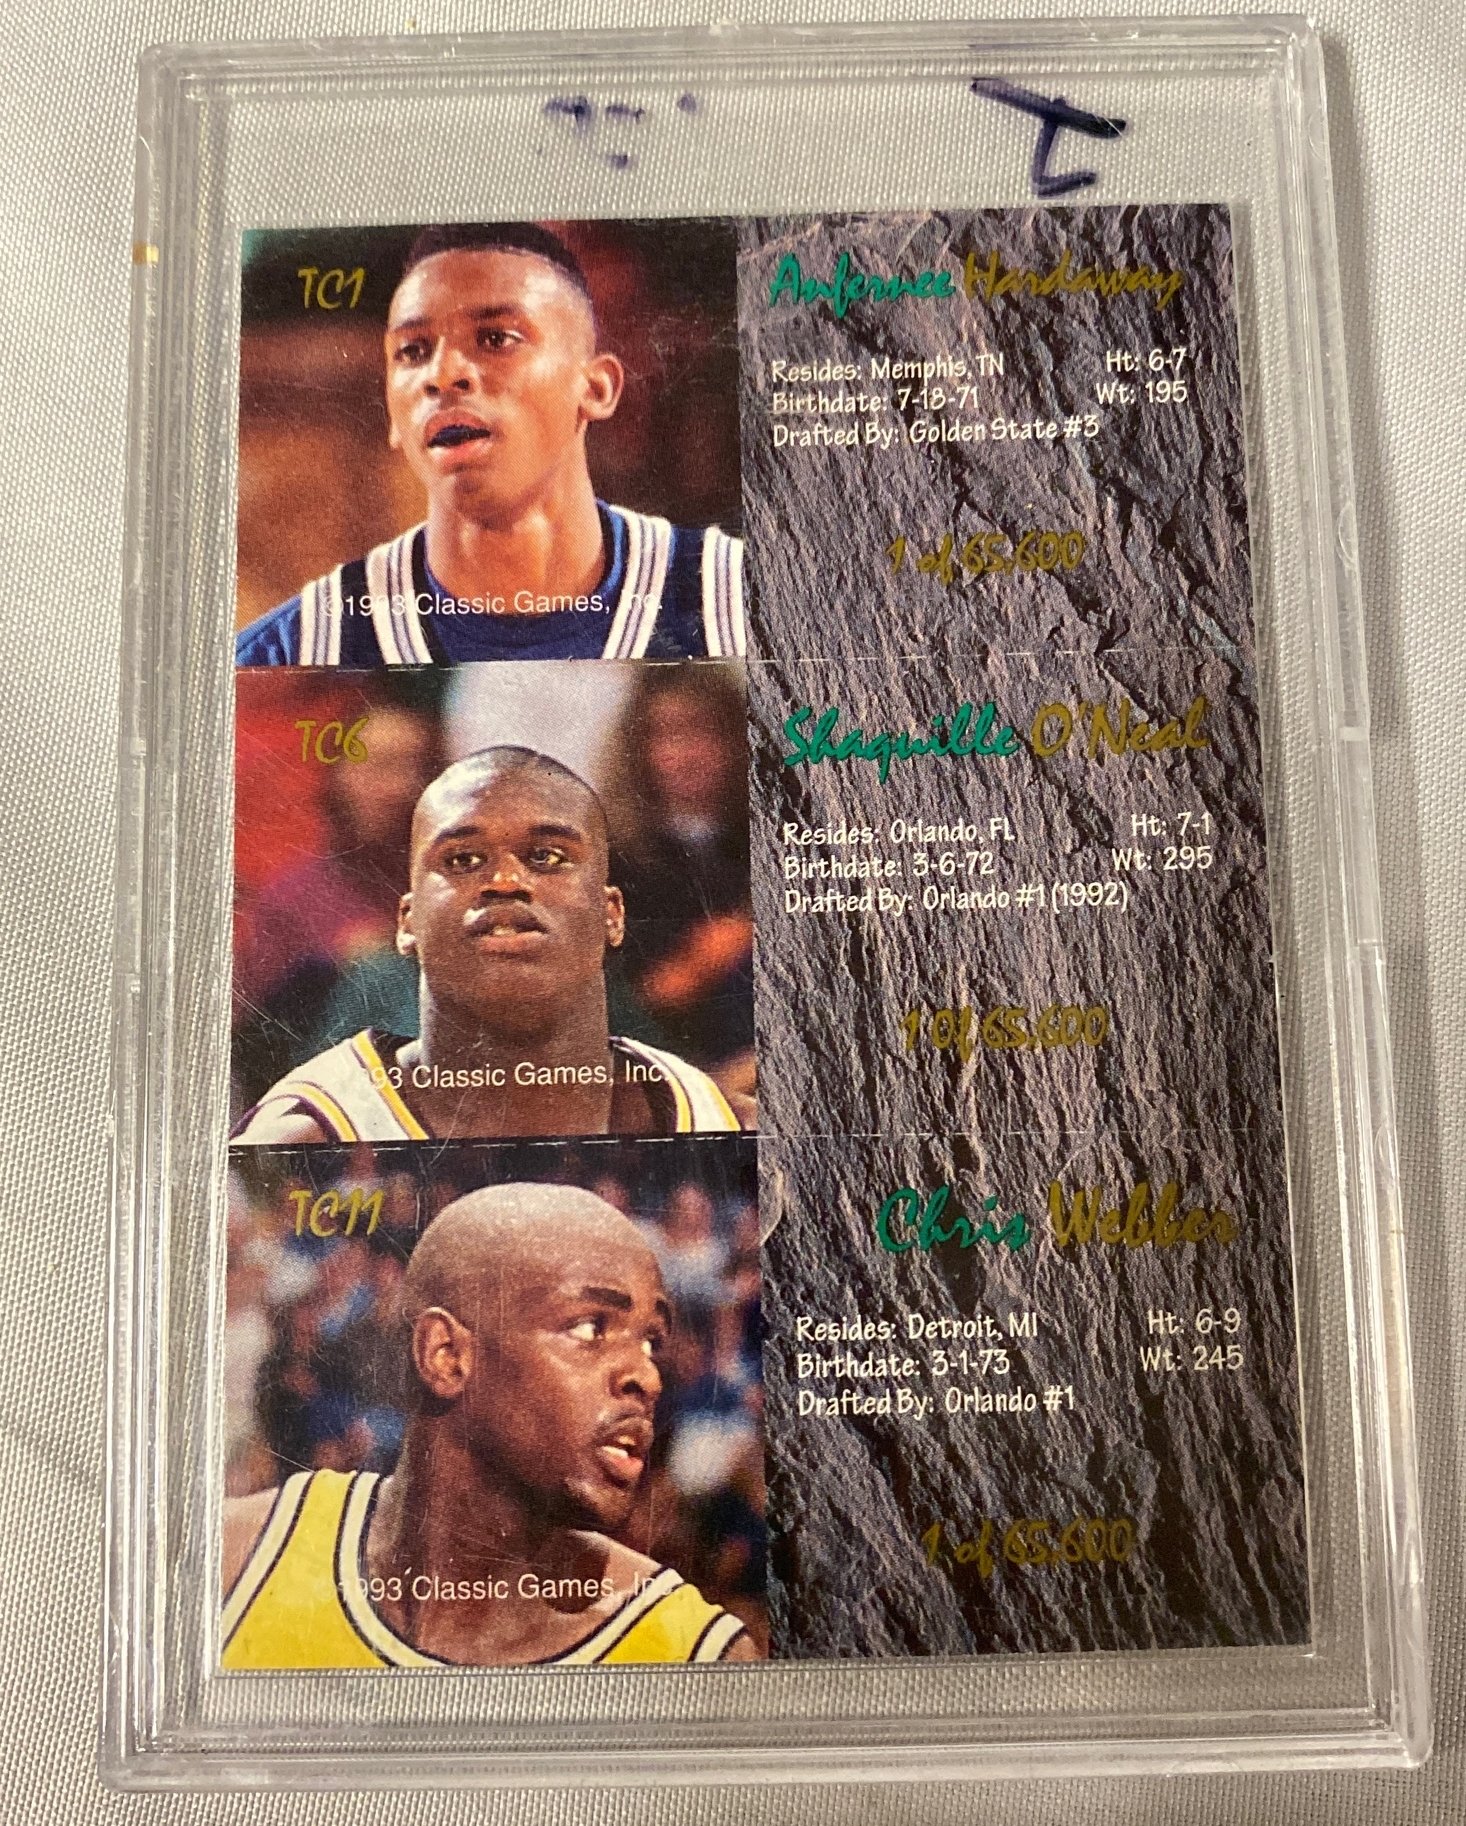 TC1
Anfernee Hardaway
Resides: Memphis, TN Ht: 6-7
Birthdate: 7-18-71 Wt: 195
Drafted By: Golden State #3
1 of 65,600
©1993 Classic Games, Inc.
TC6
Shaquille O'Neal
Resides: Orlando, FL Ht: 7-1
Birthdate: 3-6-72 Wt: 295
Drafted By: Orlando #1 (1992)
1 Of 65,600
93 Classic Games, Inc.
TC11
Chris Webber
Resides: Detroit, MI Ht: 6-9
Birthdate: 3-1-73 Wt: 245
Drafted By: Orlando #1
1 of 65,600
©1993 Classic Games, Inc.